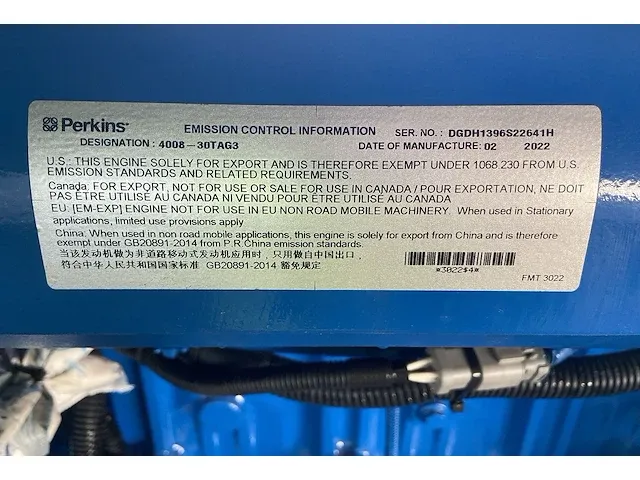 Perkins
EMISSION CONTROL INFORMATION
SER. NO. : DGDH1396S22641H
DESIGNATION : 4008-30TAG3
DATE OF MANUFACTURE: 02 2022
U.S.: THIS ENGINE SOLELY FOR EXPORT AND IS THEREFORE EXEMPT UNDER 1068.230 FROM U.S.
EMISSION STANDARDS AND RELATED REQUIREMENTS.
Canada: FOR EXPORT, NOT FOR USE OR SALE FOR USE IN CANADA / POUR EXPORTATION, NE DOIT
PAS ÊTRE UTILISE AU CANADA NI VENDU POUR ÊTRE UTILISE AU CANADA
EU: [EM-EXP] ENGINE NOT FOR USE IN EU NON ROAD MOBILE MACHINERY. When used in Stationary
applications, limited use provisions apply
China: When used in non road mobile applications, this engine is solely for export from China and is therefore
exempt under GB20891-2014 from P.R.China emission standards.
当该发动机做为非道路移动式发动机应用时,只用做自中国出口,
符合中华人民共和国国家标准 GB20891-2014 豁免规定
*3022$4*
FMT 3022